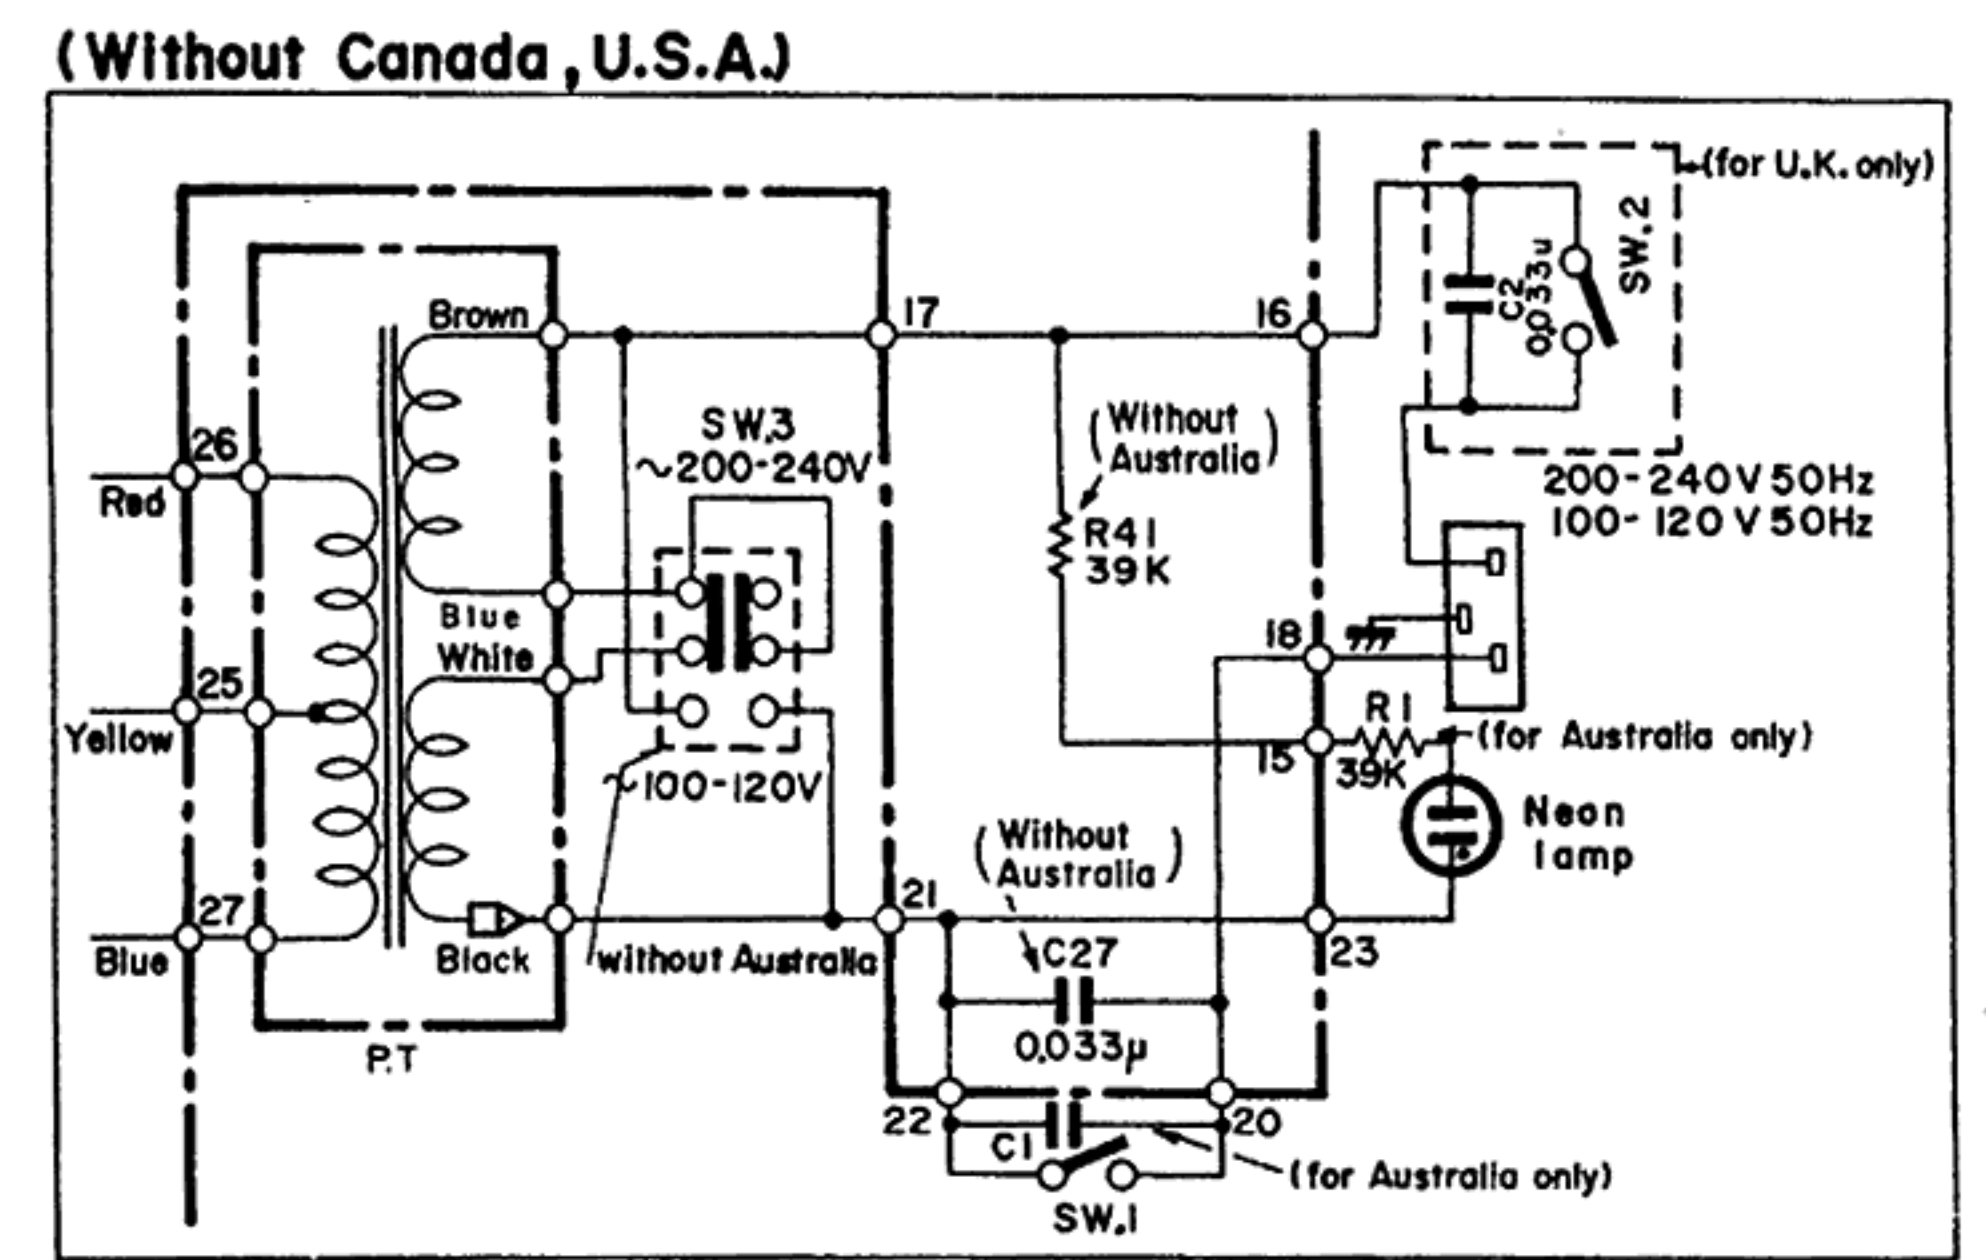 (Without Canada, U.S.A.)
(for U.K. only)
SW.2
C2
0.033u
Brown
17
16
SW.3
~200-240V
(Without
Australia)
26
Red
200-240V 50Hz
100-120V 50Hz
R41
39K
Blue
White
18
25
Yellow
R1
39K
(for Australia only)
15
~100-120V
Neon
lamp
(Without
Australia)
27
Blue
Black
21
without Australia
C27
0.033μ
23
P.T
22
20
C1
(for Australia only)
SW.1